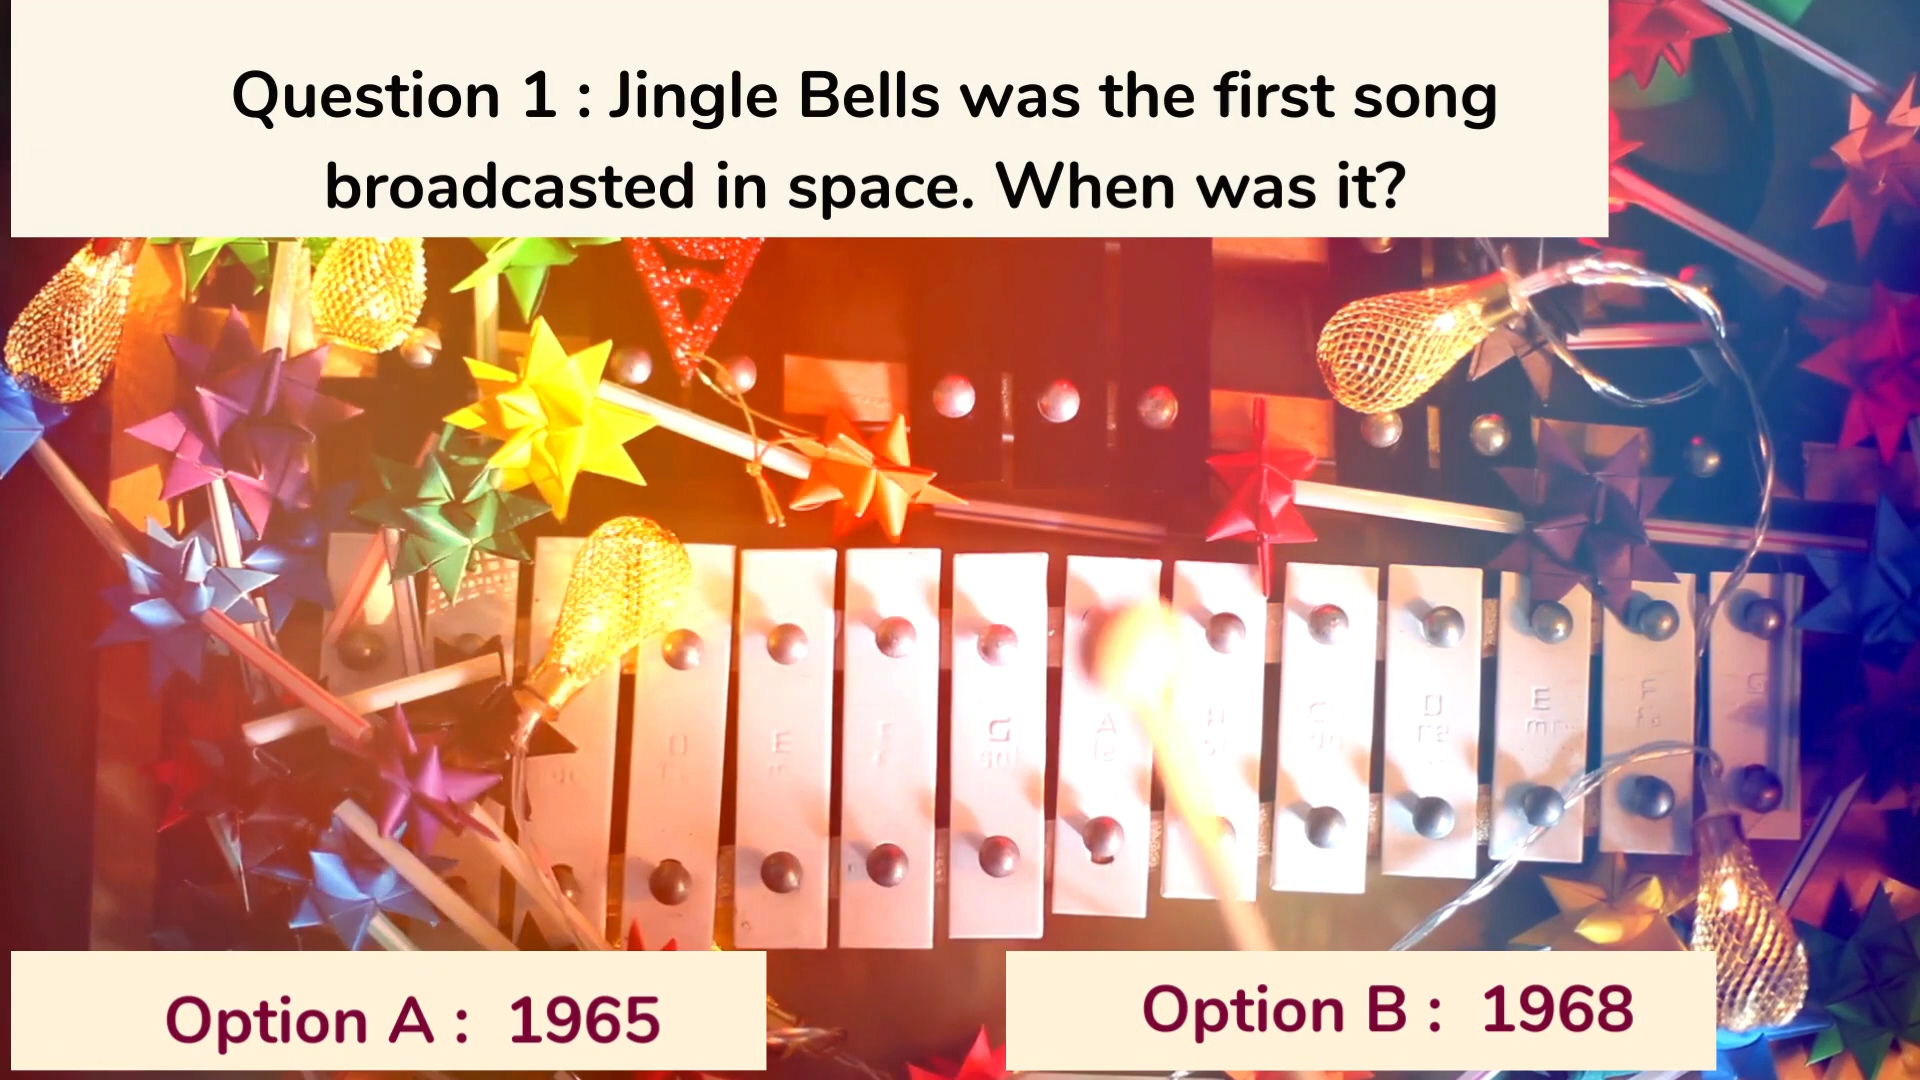 Question 1 : Jingle Bells was the first song
broadcasted in space. When was it?
G
A
D
E
F
G
D
E
Option A : 1965
Option B : 1968